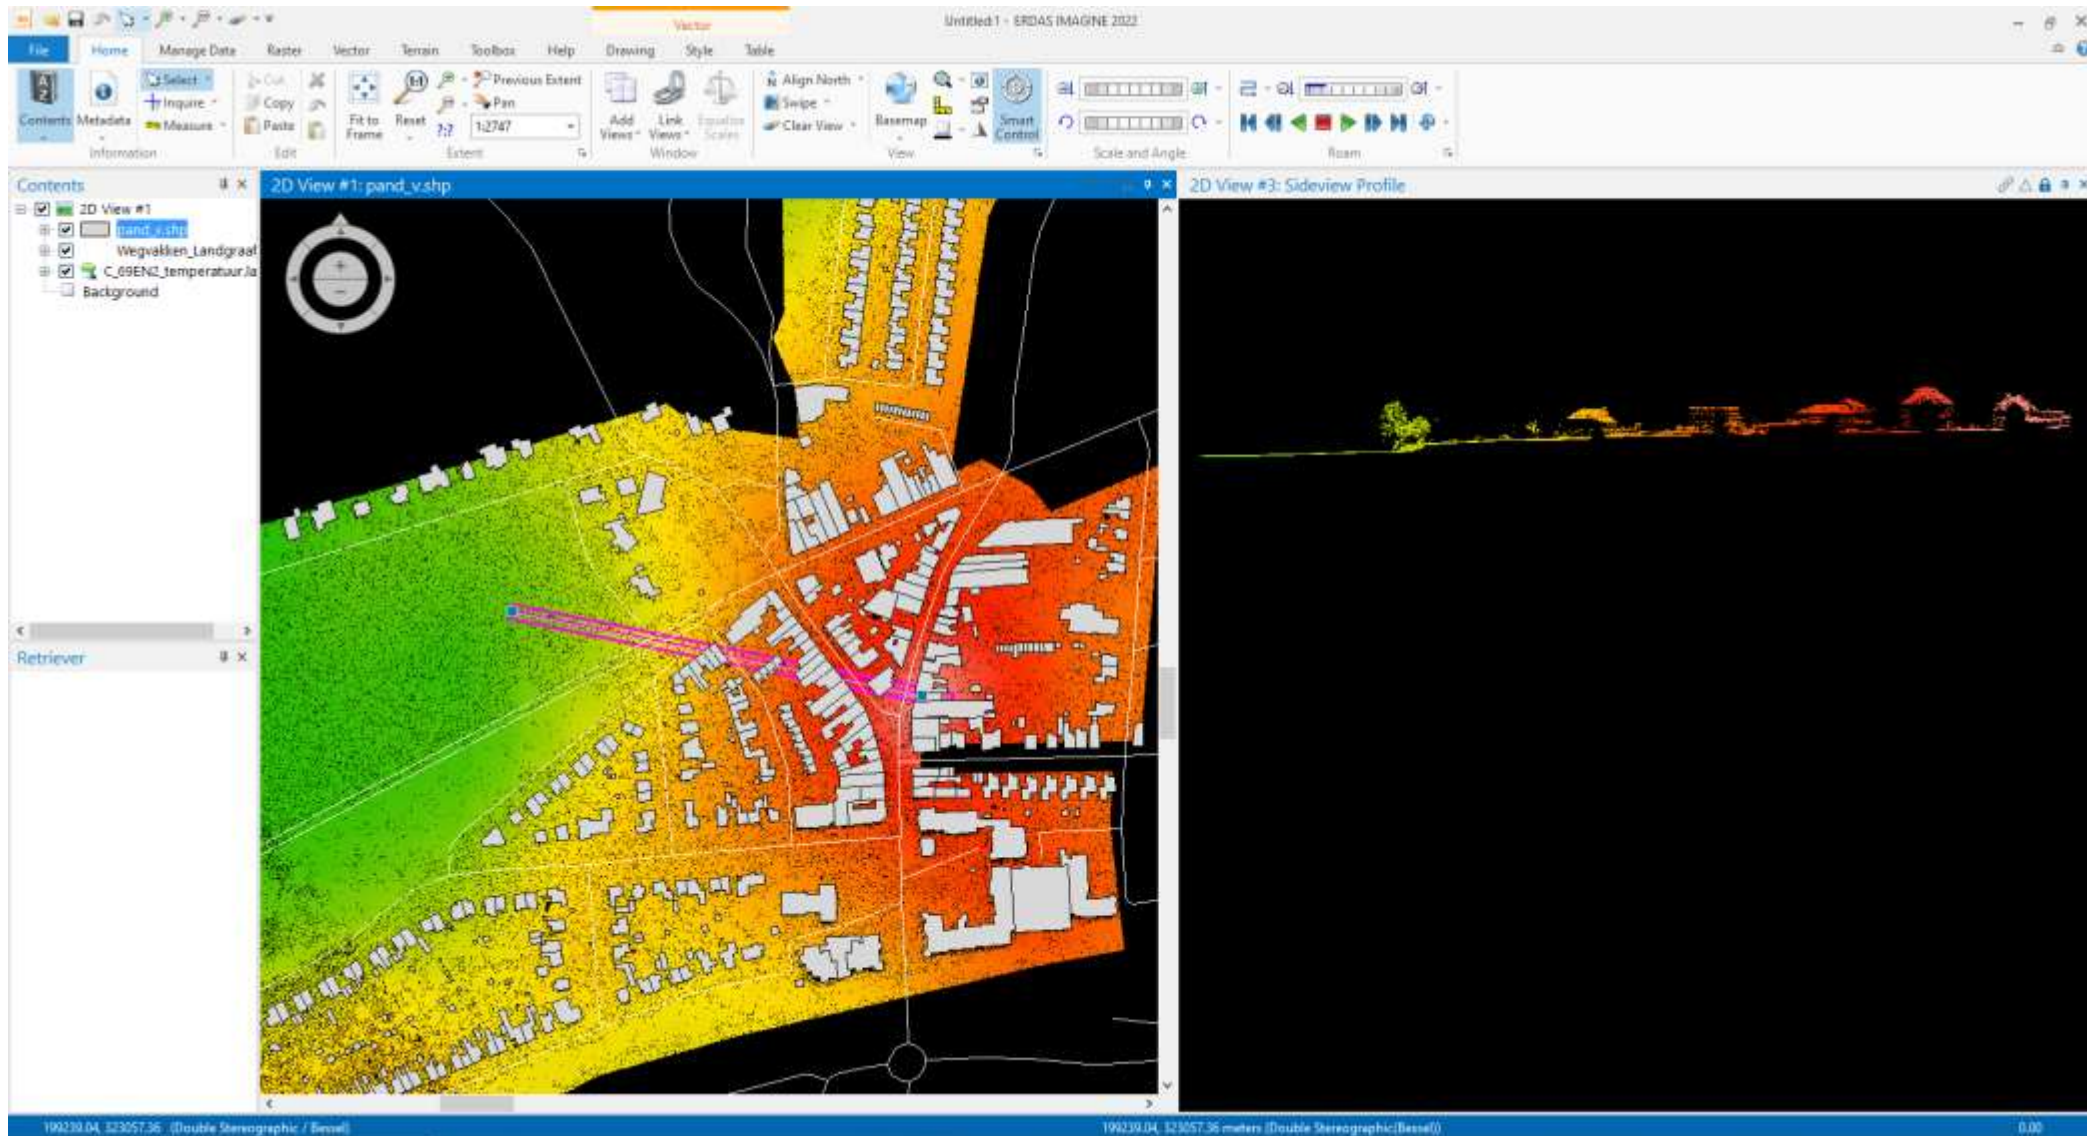 Vector
Untitled:1 - ERDAS IMAGINE 2022
File Home Manage Data Raster Vector Terrain Toolbox Help Drawing Style Table
Contents Metadata Select Inquire Measure
Cut Copy Paste
Fit to Frame Reset Previous Extent Pan 1:2747
Add Views Link Views Equalize Scales
Align North Swipe Clear View
Basemap Smart Control
Information Edit Extent Window View Scale and Angle Roam
Contents
2D View #1
pand_v.shp
Wegvakken_Landgraaf
C_69EN2_temperatuur.la
Background
Retriever
2D View #1: pand_v.shp
2D View #3: Sideview Profile
199239.04, 323057.36 (Double Stereographic / Bessel)
199239.04, 323057.36 meters (Double Stereographic(Bessel))
0.00